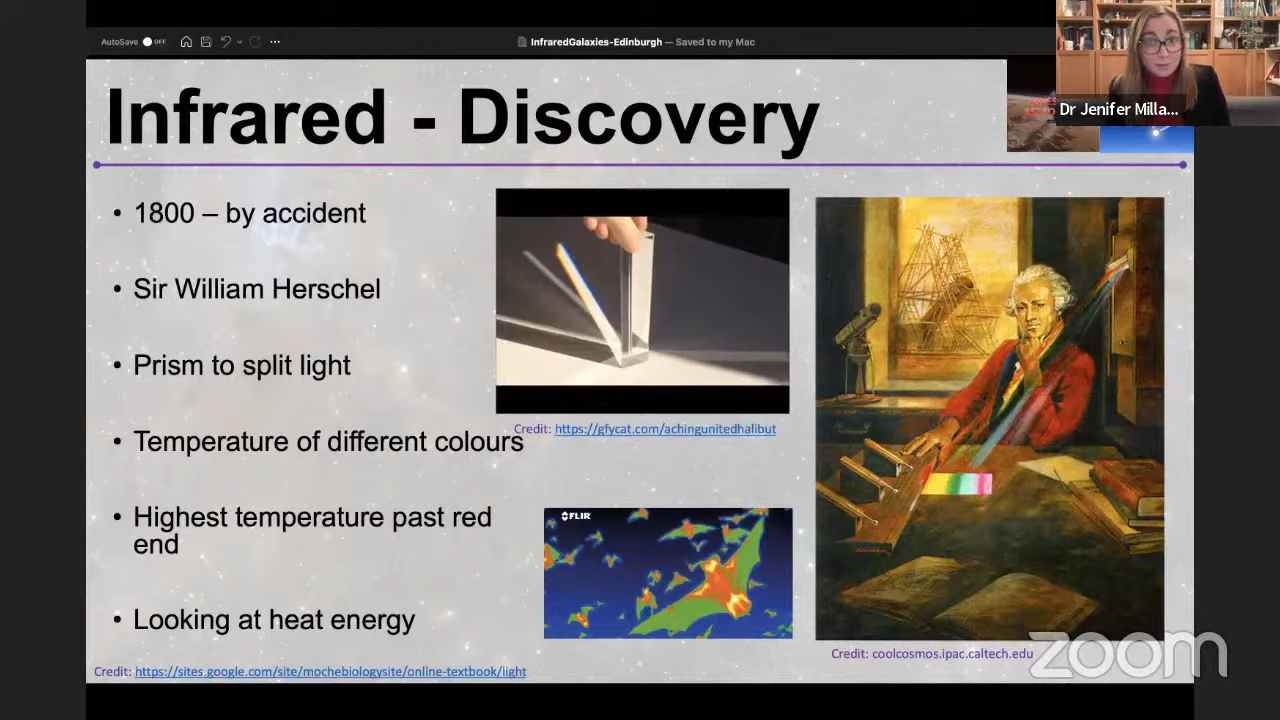 AutoSave OFF
InfraredGalaxies-Edinburgh — Saved to my Mac
Dr Jenifer Milla...
Infrared - Discovery
• 1800 – by accident
• Sir William Herschel
• Prism to split light
• Temperature of different colours
• Highest temperature past red
end
• Looking at heat energy
Credit: https://gfycat.com/achingunitedhalibut
FLIR
Credit: coolcosmos.ipac.caltech.edu
Credit: https://sites.google.com/site/mochebiologysite/online-textbook/light
zoom